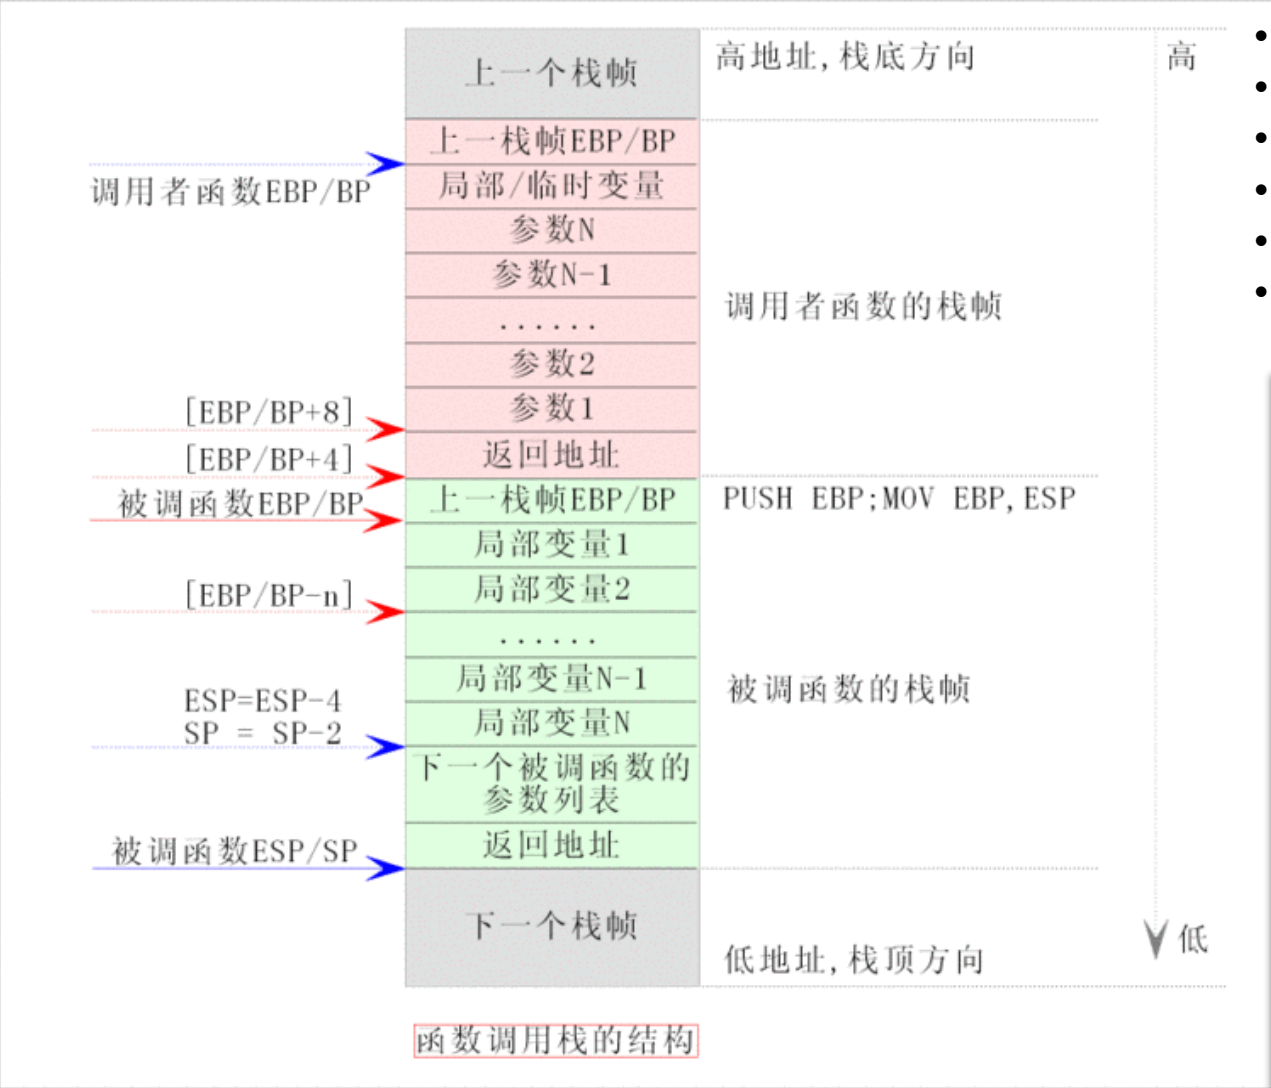 上一个栈帧
高地址,栈底方向
高
上一栈帧EBP/BP
调用者函数EBP/BP
局部/临时变量
参数N
参数N-1
......
调用者函数的栈帧
参数2
[EBP/BP+8]
参数1
[EBP/BP+4]
返回地址
被调函数EBP/BP
上一栈帧EBP/BP
PUSH EBP;MOV EBP,ESP
局部变量1
[EBP/BP-n]
局部变量2
......
局部变量N-1
被调函数的栈帧
ESP=ESP-4
SP = SP-2
局部变量N
下一个被调函数的
参数列表
被调函数ESP/SP
返回地址
下一个栈帧
低地址,栈顶方向
低
函数调用栈的结构